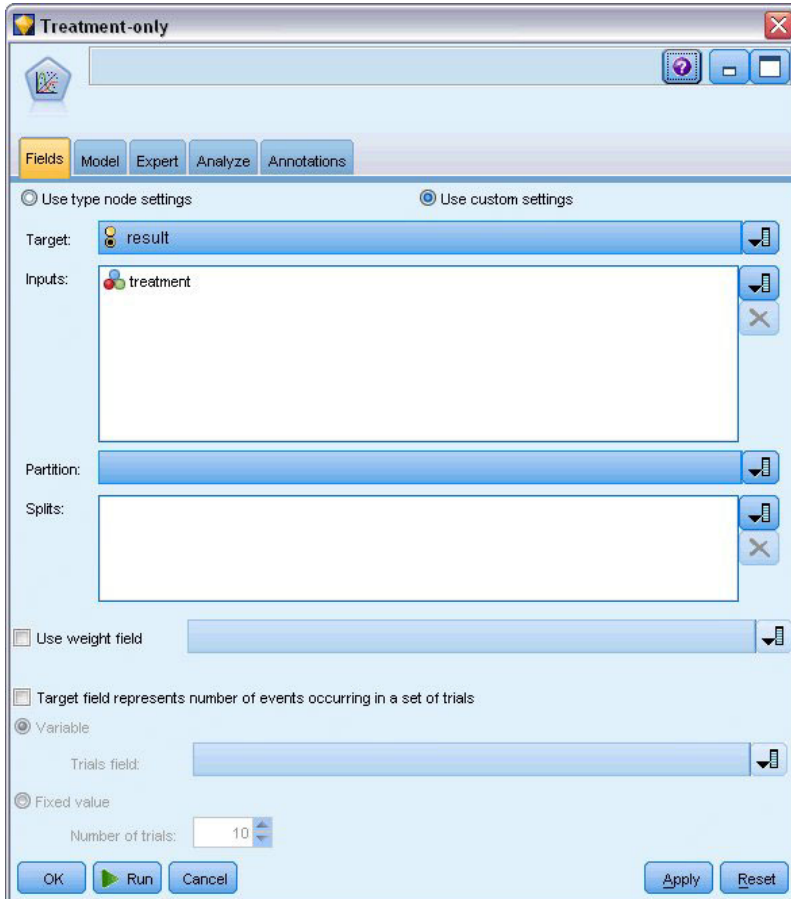 Treatment-only
Fields Model Expert Analyze Annotations
Use type node settings Use custom settings
Target: result
Inputs: treatment
Partition:
Splits:
Use weight field
Target field represents number of events occurring in a set of trials
Variable
Trials field:
Fixed value
Number of trials: 10
OK Run Cancel Apply Reset